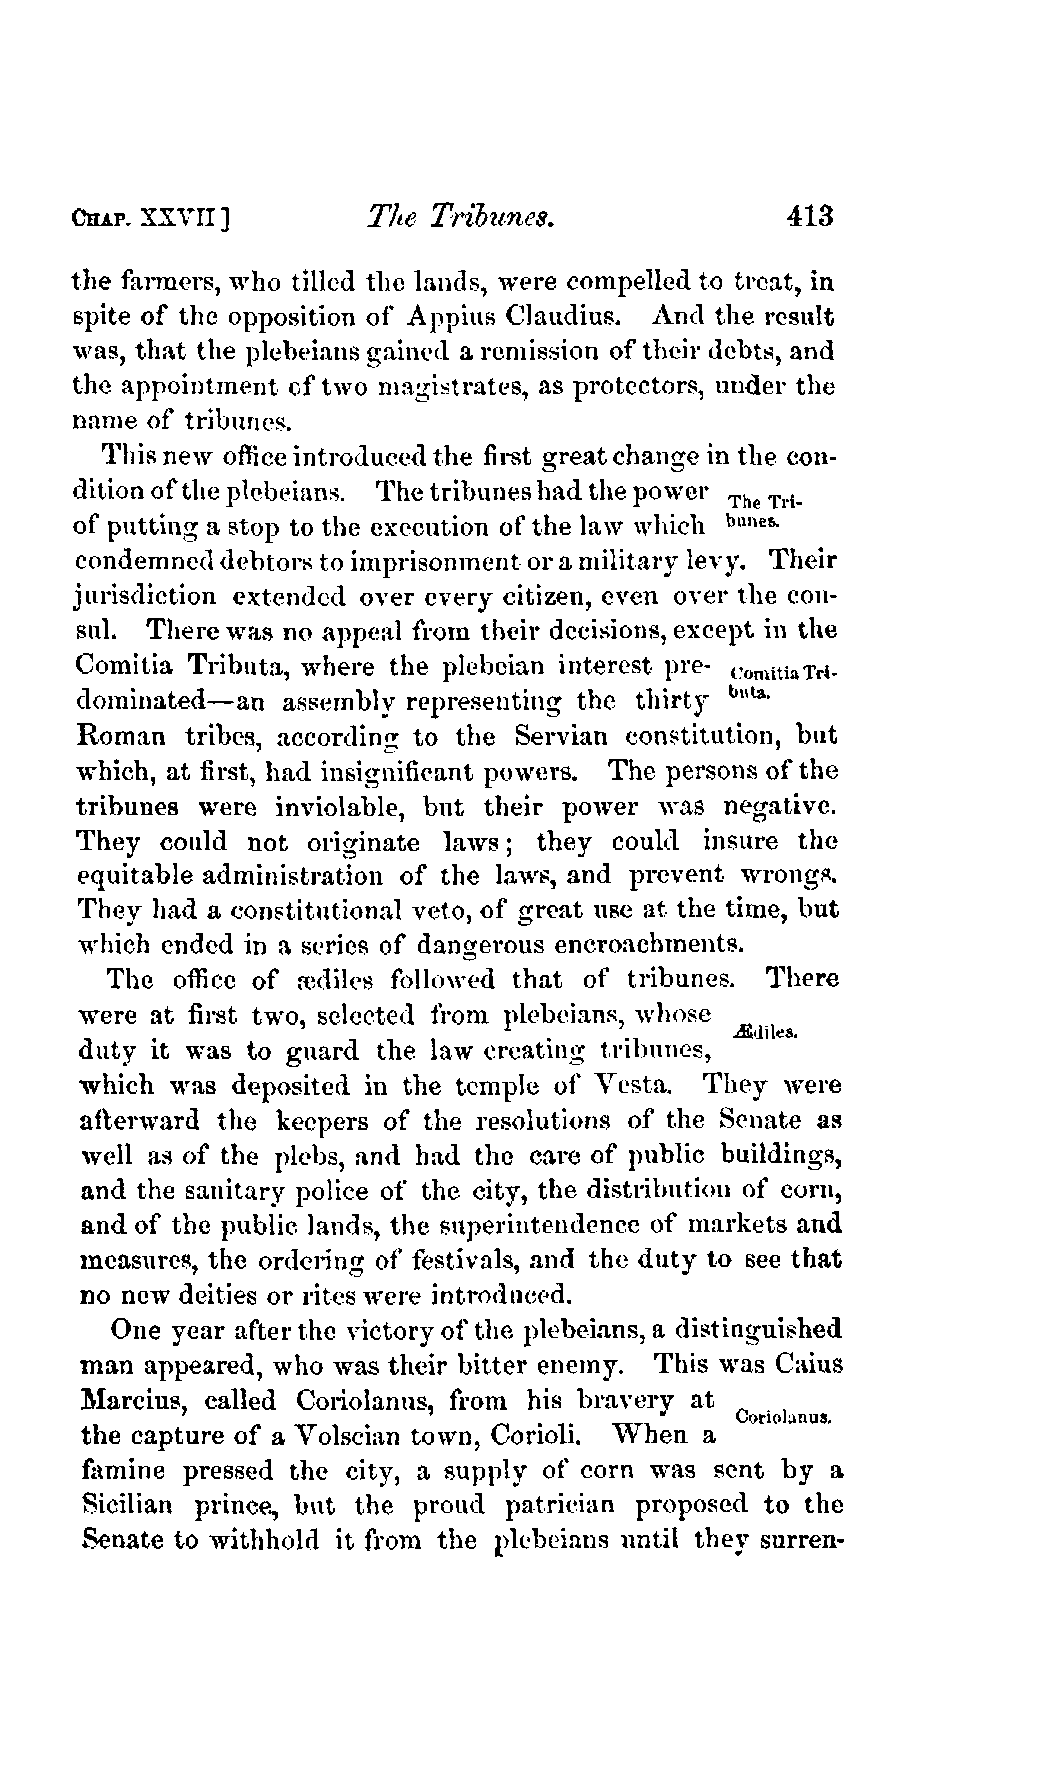 CHAP. XXVII] The Tribunes. 413
the farmers, who tilled the lands, were compelled to treat, in
spite of the opposition of Appius Claudius. And the result
was, that the plebeians gained a remission of their debts, and
the appointment of two magistrates, as protectors, under the
name of tribunes.
This new office introduced the first great change in the con-
dition of the plebeians. The tribunes had the power
The Tri-
bunes.
of putting a stop to the execution of the law which
condemned debtors to imprisonment or a military levy. Their
jurisdiction extended over every citizen, even over the con-
sul. There was no appeal from their decisions, except in the
Comitia Tributa, where the plebeian interest pre-
Comitia Tri-
buta.
dominated—an assembly representing the thirty
Roman tribes, according to the Servian constitution, but
which, at first, had insignificant powers. The persons of the
tribunes were inviolable, but their power was negative.
They could not originate laws; they could insure the
equitable administration of the laws, and prevent wrongs.
They had a constitutional veto, of great use at the time, but
which ended in a series of dangerous encroachments.
The office of ædiles followed that of tribunes. There
were at first two, selected from plebeians, whose
Ædiles.
duty it was to guard the law creating tribunes,
which was deposited in the temple of Vesta. They were
afterward the keepers of the resolutions of the Senate as
well as of the plebs, and had the care of public buildings,
and the sanitary police of the city, the distribution of corn,
and of the public lands, the superintendence of markets and
measures, the ordering of festivals, and the duty to see that
no new deities or rites were introduced.
One year after the victory of the plebeians, a distinguished
man appeared, who was their bitter enemy. This was Caius
Marcius, called Coriolanus, from his bravery at
Coriolanus.
the capture of a Volscian town, Corioli. When a
famine pressed the city, a supply of corn was sent by a
Sicilian prince, but the proud patrician proposed to the
Senate to withhold it from the plebeians until they surren-